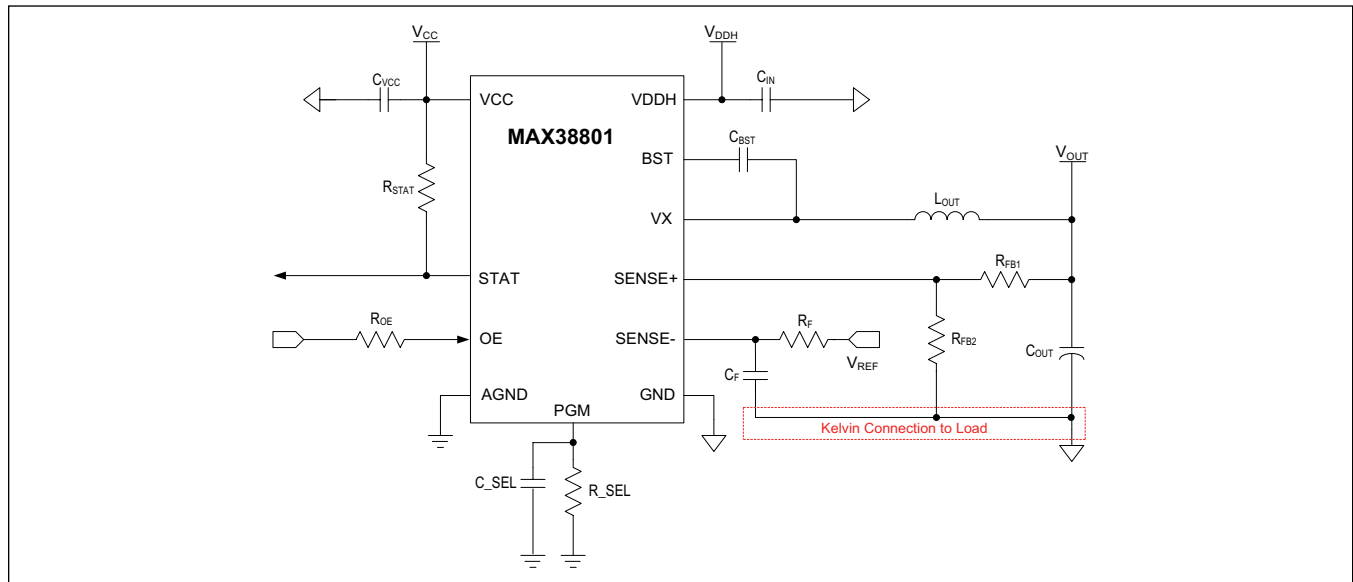 VCC
VDDH
CVCC
CIN
VCC
VDDH
MAX38801
CBST
BST
VOUT
RSTAT
LOUT
VX
RFB1
STAT
SENSE+
ROE
RF
OE
SENSE-
RFB2
COUT
VREF
CF
AGND
GND
PGM
Kelvin Connection to Load
C_SEL
R_SEL